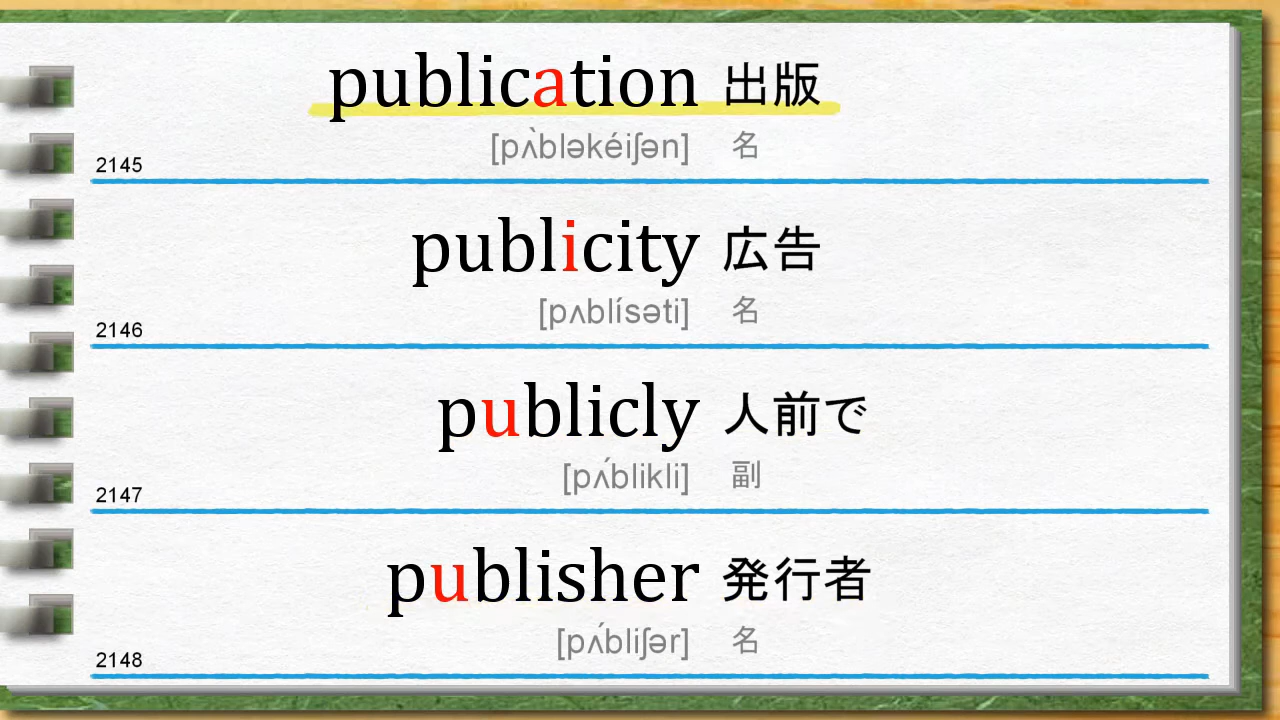 publication 出版
[pʌ̀bləkéiʃən] 名
2145
publicity 広告
[pʌblísəti] 名
2146
publicly 人前で
[pʌ́blikli] 副
2147
publisher 発行者
[pʌ́bliʃər] 名
2148